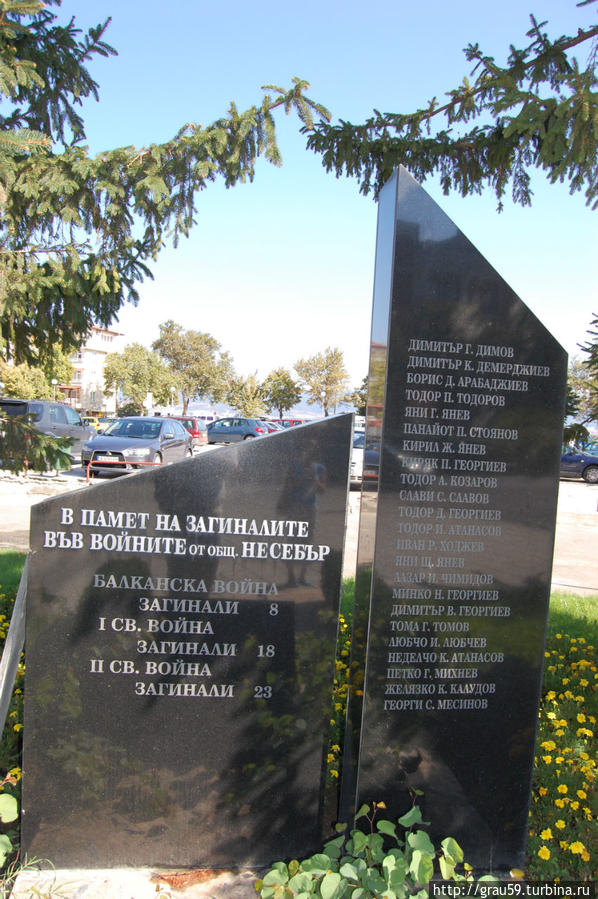 В ПАМЕТ НА ЗАГИНАЛИТЕ
ВЪВ ВОЙНИТЕ ОТ ОБЩ. НЕСЕБЪР
БАЛКАНСКА ВОЙНА
ЗАГИНАЛИ 8
I СВ. ВОЙНА
ЗАГИНАЛИ 18
II СВ. ВОЙНА
ЗАГИНАЛИ 23
ДИМИТЪР Г. ДИМОВ
ДИМИТЪР К. ДЕМЕРДЖИЕВ
БОРИС Д. АРАБАДЖИЕВ
ТОДОР П. ТОДОРОВ
ЯНИ Г. ЯНЕВ
ПАНАЙОТ П. СТОЯНОВ
КИРИЛ Ж. ЯНЕВ
КИРЯК П. ГЕОРГИЕВ
ТОДОР А. КОЗАРОВ
СЛАВИ С. СЛАВОВ
ТОДОР Д. ГЕОРГИЕВ
ТОДОР И. АТАНАСОВ
ИВАН Р. ХОДЖЕВ
ЯНИ Щ. ЯНЕВ
ЛАЗАР И. ЧИМИДОВ
МИНКО Н. ГЕОРГИЕВ
ДИМИТЪР В. ГЕОРГИЕВ
ТОМА Г. ТОМОВ
ЛЮБЧО И. ЛЮБЧЕВ
НЕДЕЛЧО К. АТАНАСОВ
ПЕТКО Г. МИХНЕВ
ЖЕЛЯЗКО К. КАЛУДОВ
ГЕОРГИ С. МЕСИНОВ
http://grau59.turbina.ru/